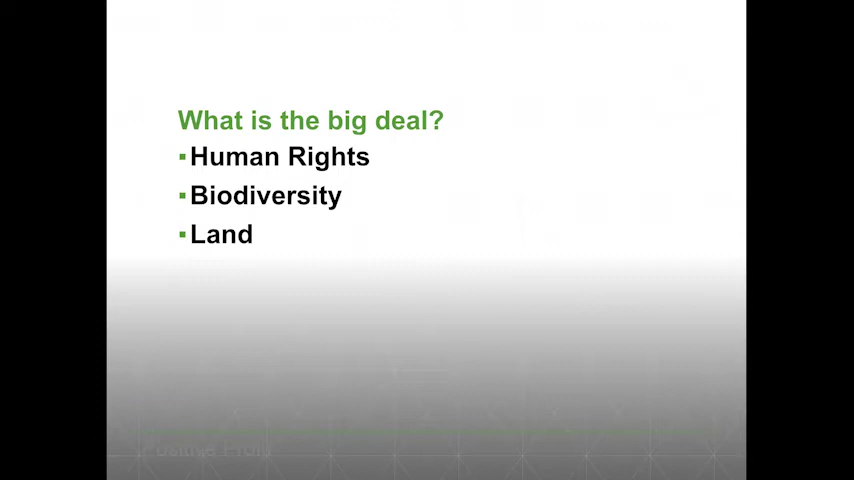 What is the big deal?
▪Human Rights
▪Biodiversity
▪Land